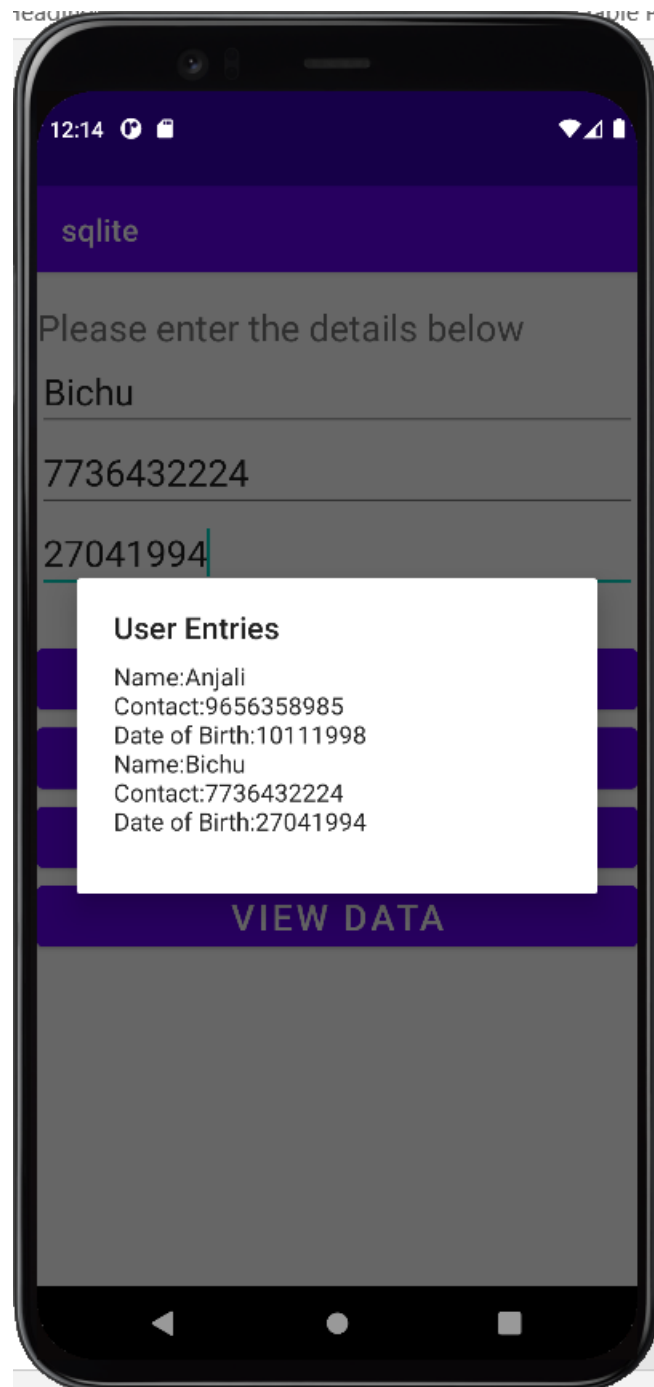 12:14
sqlite
Please enter the details below
Bichu
7736432224
27041994
User Entries
Name:Anjali
Contact:9656358985
Date of Birth:10111998
Name:Bichu
Contact:7736432224
Date of Birth:27041994
VIEW DATA